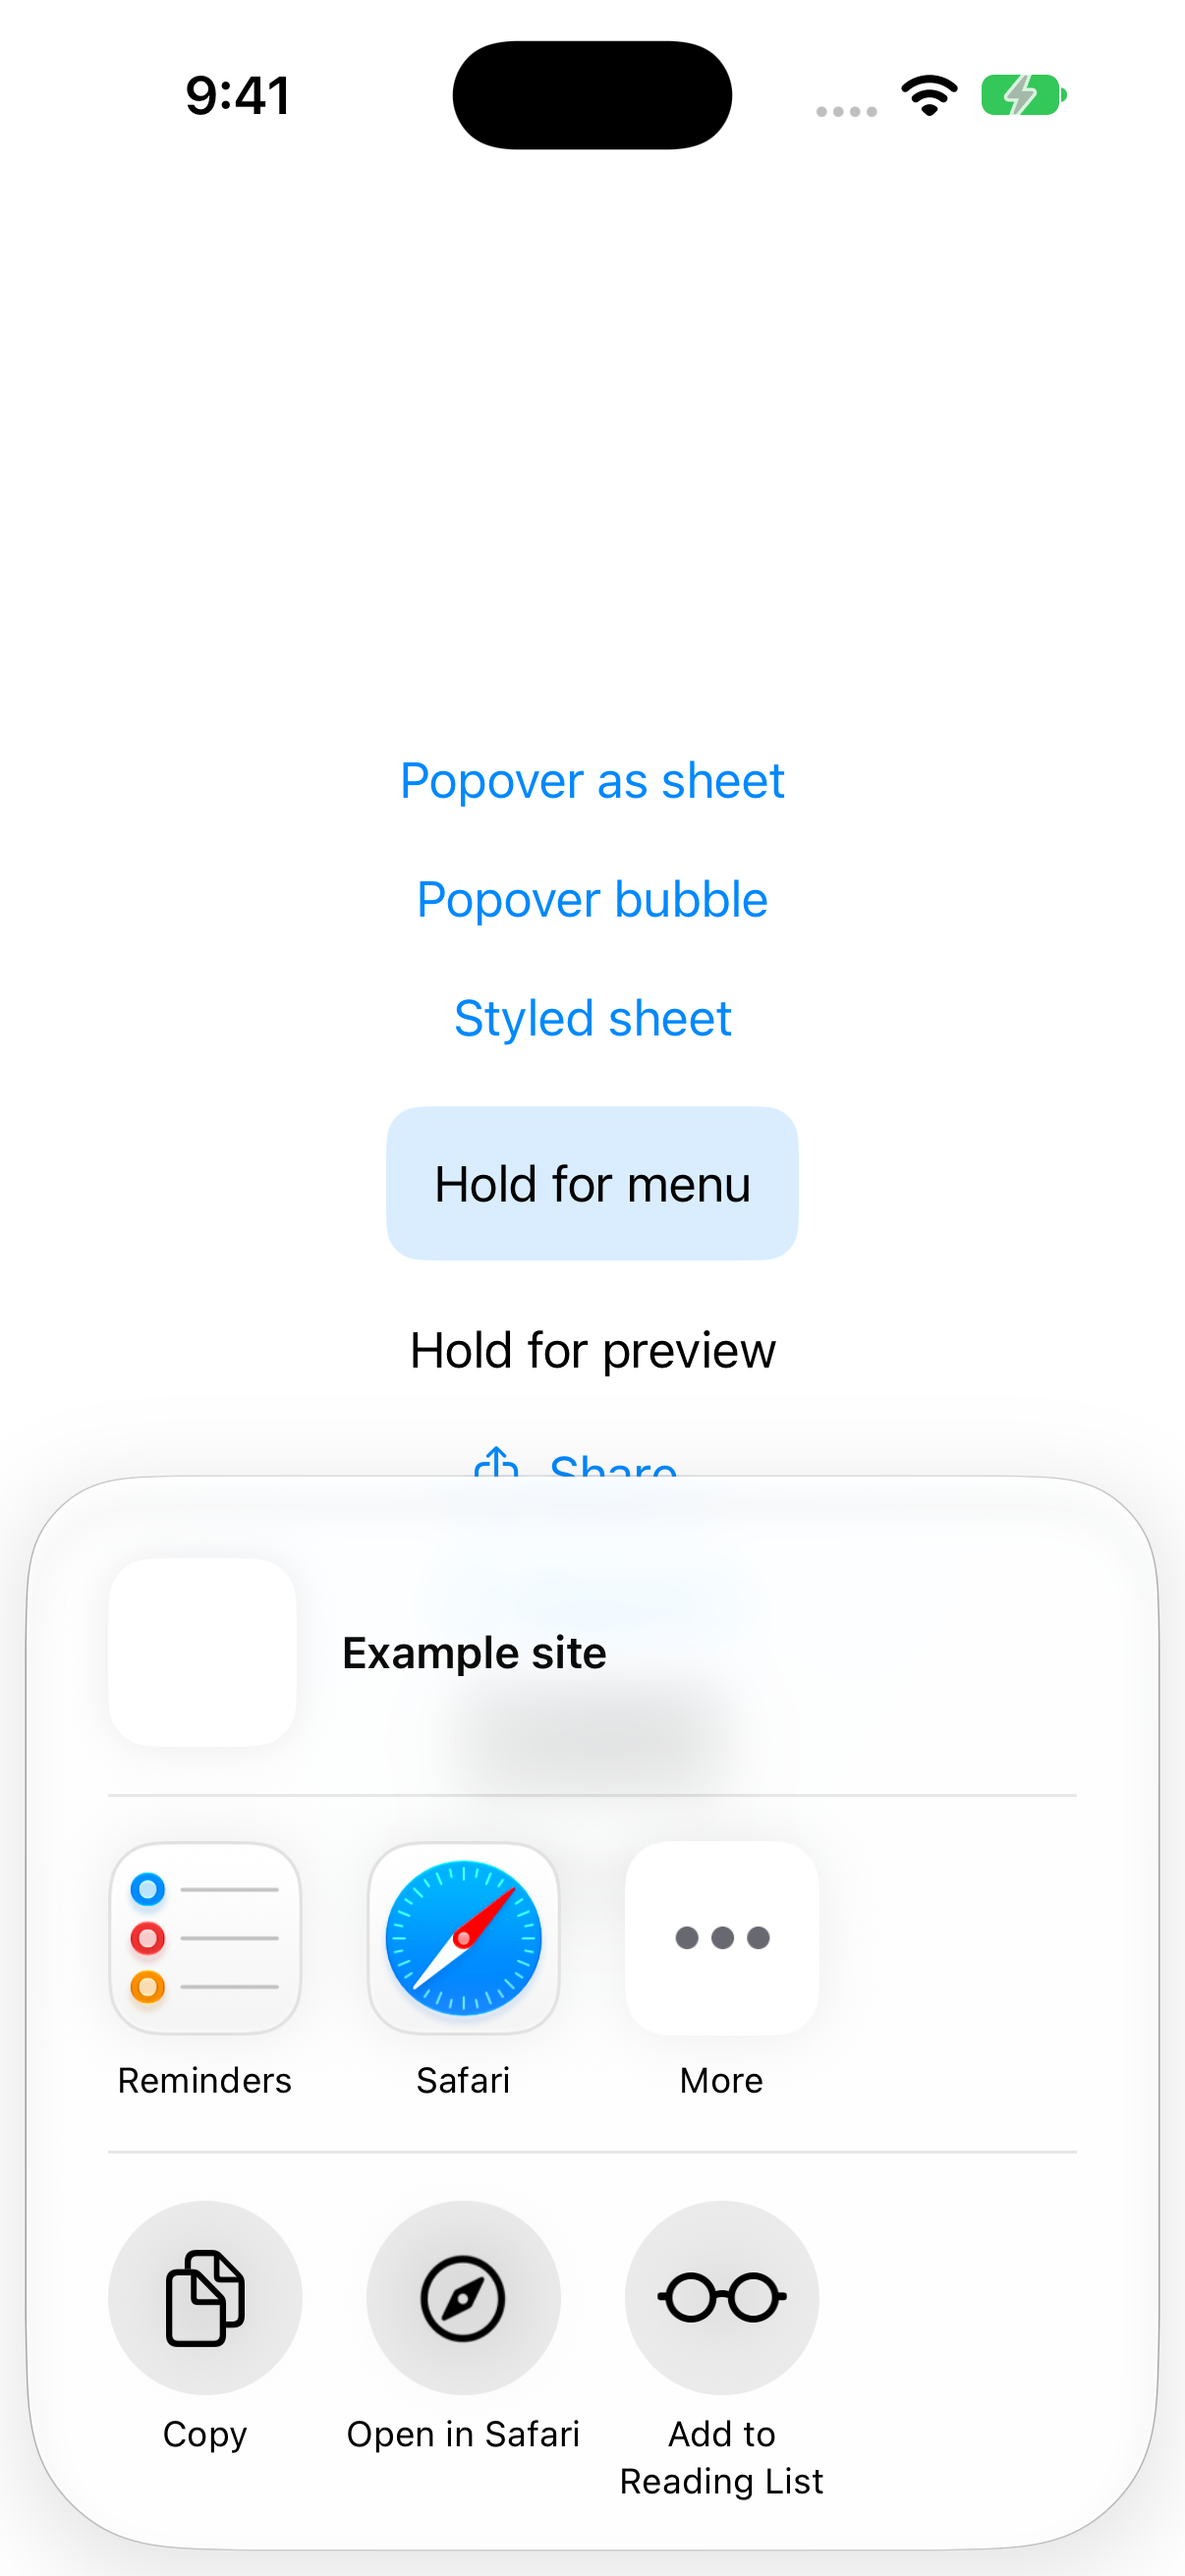 9:41
Popover as sheet
Popover bubble
Styled sheet
Hold for menu
Hold for preview
Share
Example site
Reminders
Safari
More
Copy
Open in Safari
Add to
Reading List